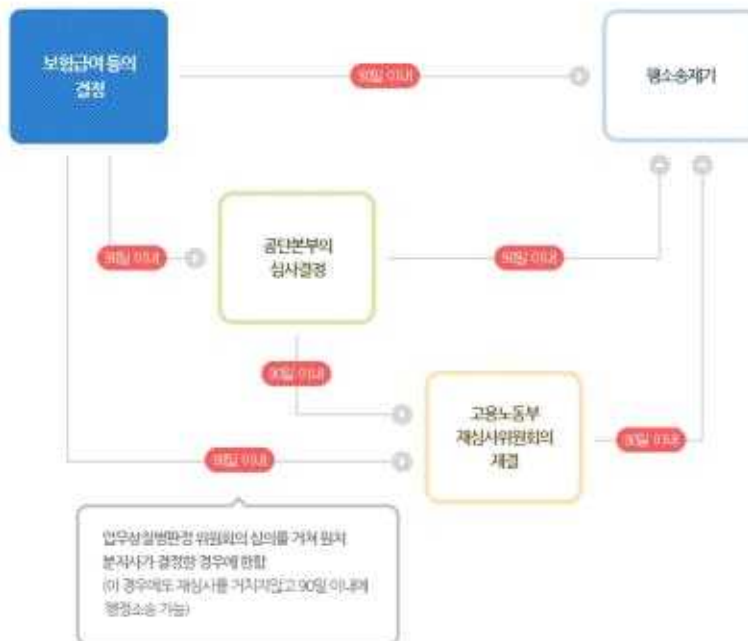 보험급여 등의
결정
90일 이내
행소송제기
90일 이내
공단본부의
심사결정
90일 이내
90일 이내
고용노동부
재심사위원회의
재결
90일 이내
90일 이내
업무상질병판정 위원회의 심의를 거쳐 원처
분지사가 결정한 경우에 한함
(이 경우에도 재심사를 거치지않고 90일 이내에
행정소송 가능)